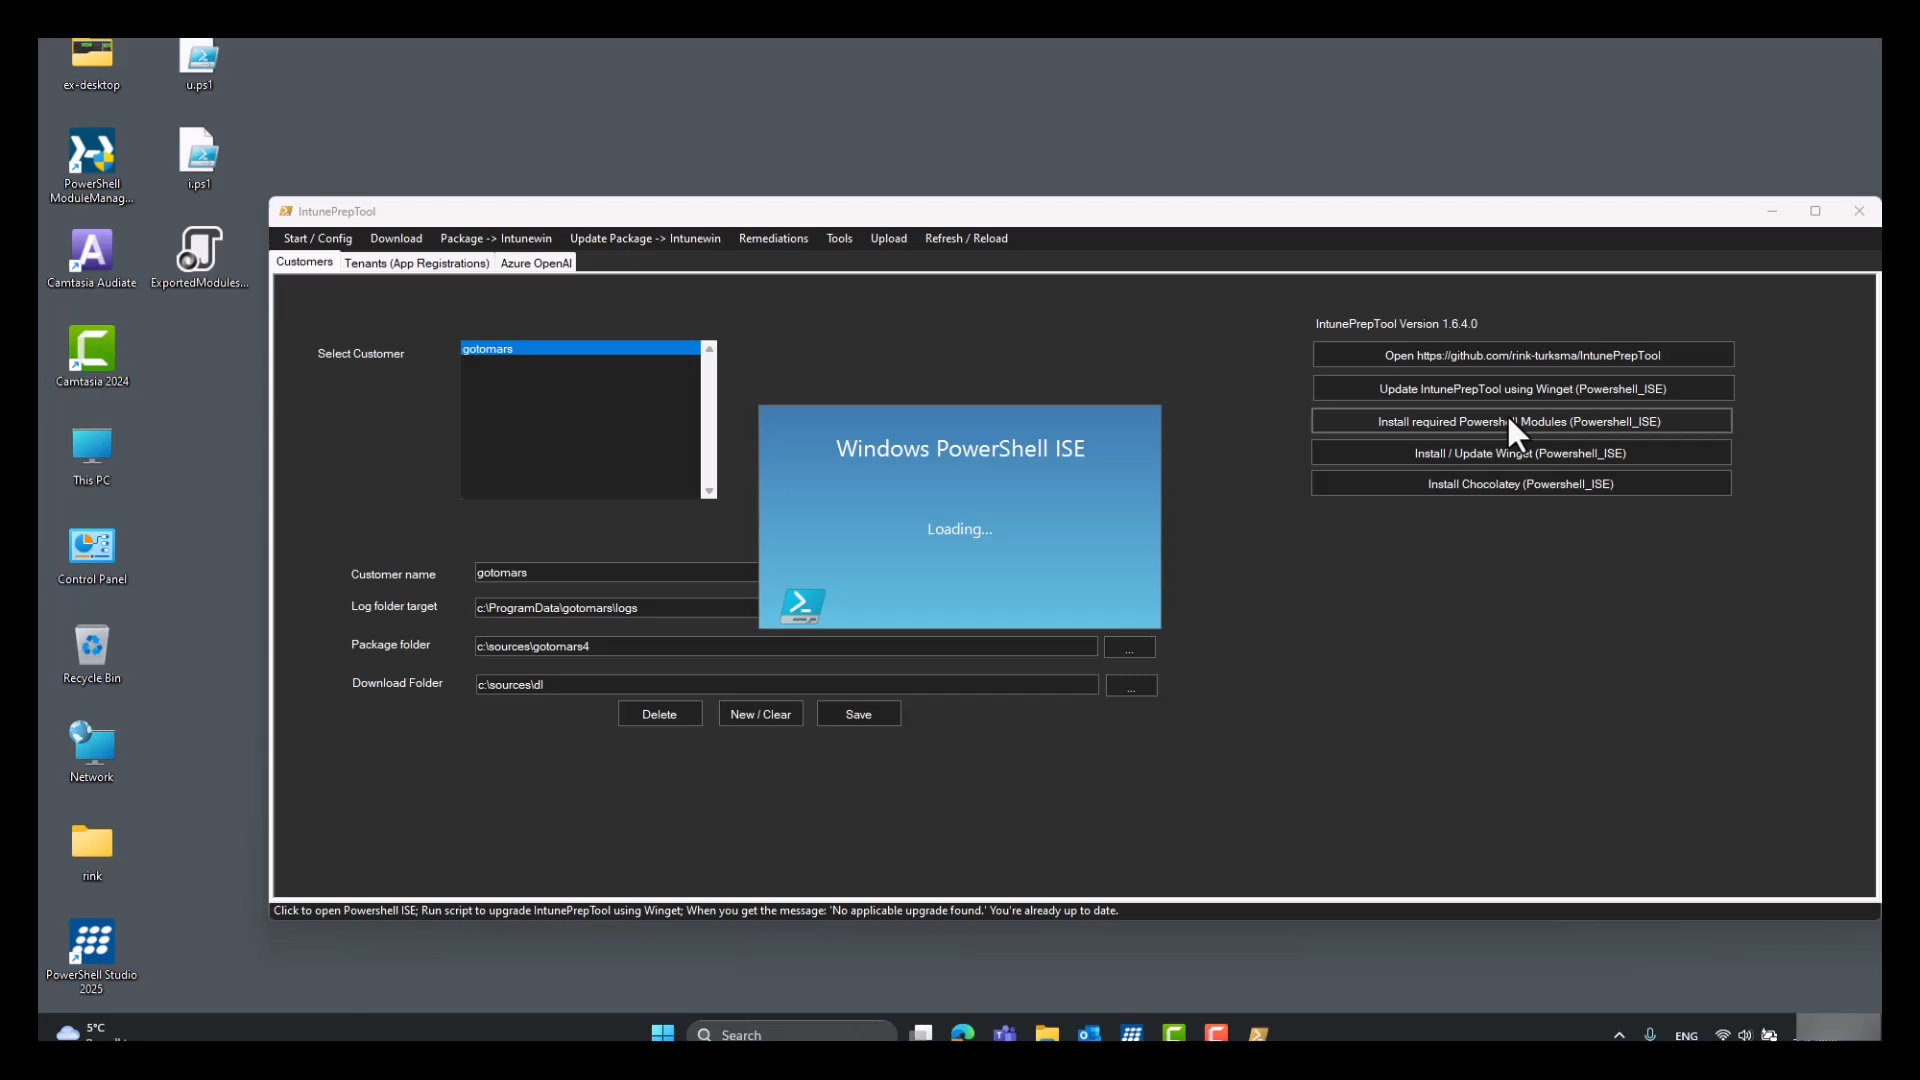 ex-desktop
u.ps1
PowerShell
ModuleManag...
i.ps1
Camtasia Audiate
ExportedModules...
Camtasia 2024
This PC
Control Panel
Recycle Bin
Network
rink
PowerShell Studio
2025
IntunePrepTool
Start / Config
Download
Package -> Intunewin
Update Package -> Intunewin
Remediations
Tools
Upload
Refresh / Reload
Customers
Tenants (App Registrations)
Azure OpenAI
Select Customer
gotomars
IntunePrepTool Version 1.6.4.0
Open https://github.com/rink-turksma/IntunePrepTool
Update IntunePrepTool using Winget (Powershell_ISE)
Install required Powershell Modules (Powershell_ISE)
Install / Update Winget (Powershell_ISE)
Install Chocolatey (Powershell_ISE)
Windows PowerShell ISE
Loading...
Customer name
gotomars
Log folder target
c:\ProgramData\gotomars\logs
Package folder
c:\sources\gotomars4
...
Download Folder
c:\sources\dl
...
Delete
New / Clear
Save
Click to open Powershell ISE; Run script to upgrade IntunePrepTool using Winget; When you get the message: 'No applicable upgrade found.' You're already up to date.
5°C
Search
ENG